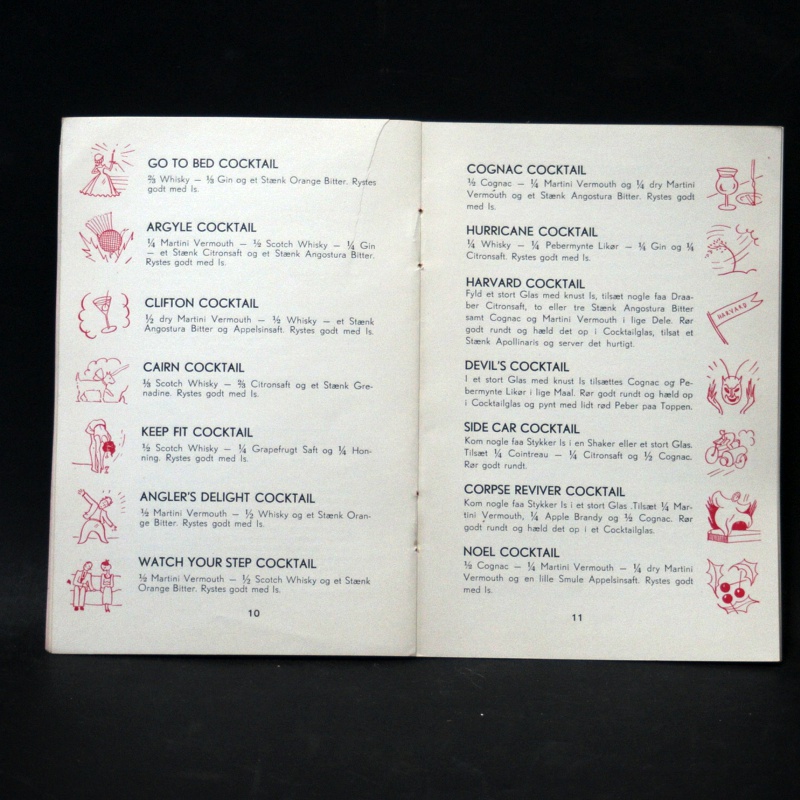 GO TO BED COCKTAIL
⅔ Whisky — ⅓ Gin og et Stænk Orange Bitter. Rystes
godt med Is.
ARGYLE COCKTAIL
¼ Martini Vermouth — ½ Scotch Whisky — ¼ Gin
— et Stænk Citronsaft og et Stænk Angostura Bitter.
Rystes godt med Is.
CLIFTON COCKTAIL
½ dry Martini Vermouth — ½ Whisky — et Stænk
Angostura Bitter og Appelsinsaft. Rystes godt med Is.
CAIRN COCKTAIL
Scotch Whisky — Citronsaft og et Stænk Gre-
nadine. Rystes godt med Is.
KEEP FIT COCKTAIL
½ Scotch Whisky — ¼ Grapefrugt Saft og ¼ Hon-
ning. Rystes godt med Is.
ANGLER'S DELIGHT COCKTAIL
½ Martini Vermouth — ½ Whisky og et Stænk Oran-
ge Bitter. Rystes godt med Is.
WATCH YOUR STEP COCKTAIL
½ Martini Vermouth — ½ Scotch Whisky og et Stænk
Orange Bitter. Rystes godt med Is.
10
COGNAC COCKTAIL
½ Cognac — ¼ Martini Vermouth og ¼ dry Martini
Vermouth og et Stænk Angostura Bitter. Rystes godt
med Is.
HURRICANE COCKTAIL
¼ Whisky — ¼ Pebermynte Likør — ¼ Gin og ¼
Citronsaft. Rystes godt med Is.
HARVARD COCKTAIL
Fyld et stort Glas med knust Is, tilsæt nogle faa Draa-
ber Citronsaft, to eller tre Stænk Angostura Bitter
samt Cognac og Martini Vermouth i lige Dele. Rør
godt rundt og hæld det op i Cocktailglas, tilsat et
Stænk Apollinaris og server det hurtigt.
HARVARD
DEVIL'S COCKTAIL
I et stort Glas med knust Is tilsættes Cognac og Pe-
bermynte Likør i lige Maal. Rør godt rundt og hæld op
i Cocktailglas og pynt med lidt rød Peber paa Toppen.
SIDE CAR COCKTAIL
Kom nogle faa Stykker Is i en Shaker eller et stort Glas.
Tilsæt ¼ Cointreau — ¼ Citronsaft og ½ Cognac.
Rør godt rundt.
CORPSE REVIVER COCKTAIL
Kom nogle faa Stykker Is i et stort Glas .Tilsæt ¼ Mar-
tini Vermouth, ¼ Apple Brandy og ½ Cognac. Rør
godt rundt og hæld det op i et Cocktailglas.
NOEL COCKTAIL
½ Cognac — ¼ Martini Vermouth — ¼ dry Martini
Vermouth og en lille Smule Appelsinsaft. Rystes godt
med Is.
11